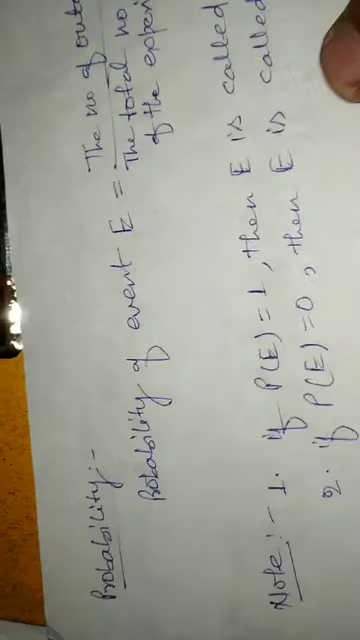 Probability:-
The no of outc
Probability of event E = The total no
of the experi
Note:- 1. if P(E) = 1, then E is called
2. if P(E) = 0, then E is called